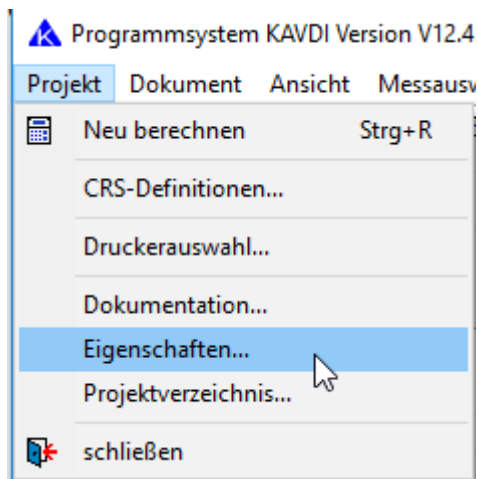 Programmsystem KAVDI Version V12.4
Projekt Dokument Ansicht
Neu berechnen Strg+R
CRS-Definitionen...
Druckerauswahl...
Dokumentation...
Eigenschaften...
Projektverzeichnis...
schließen